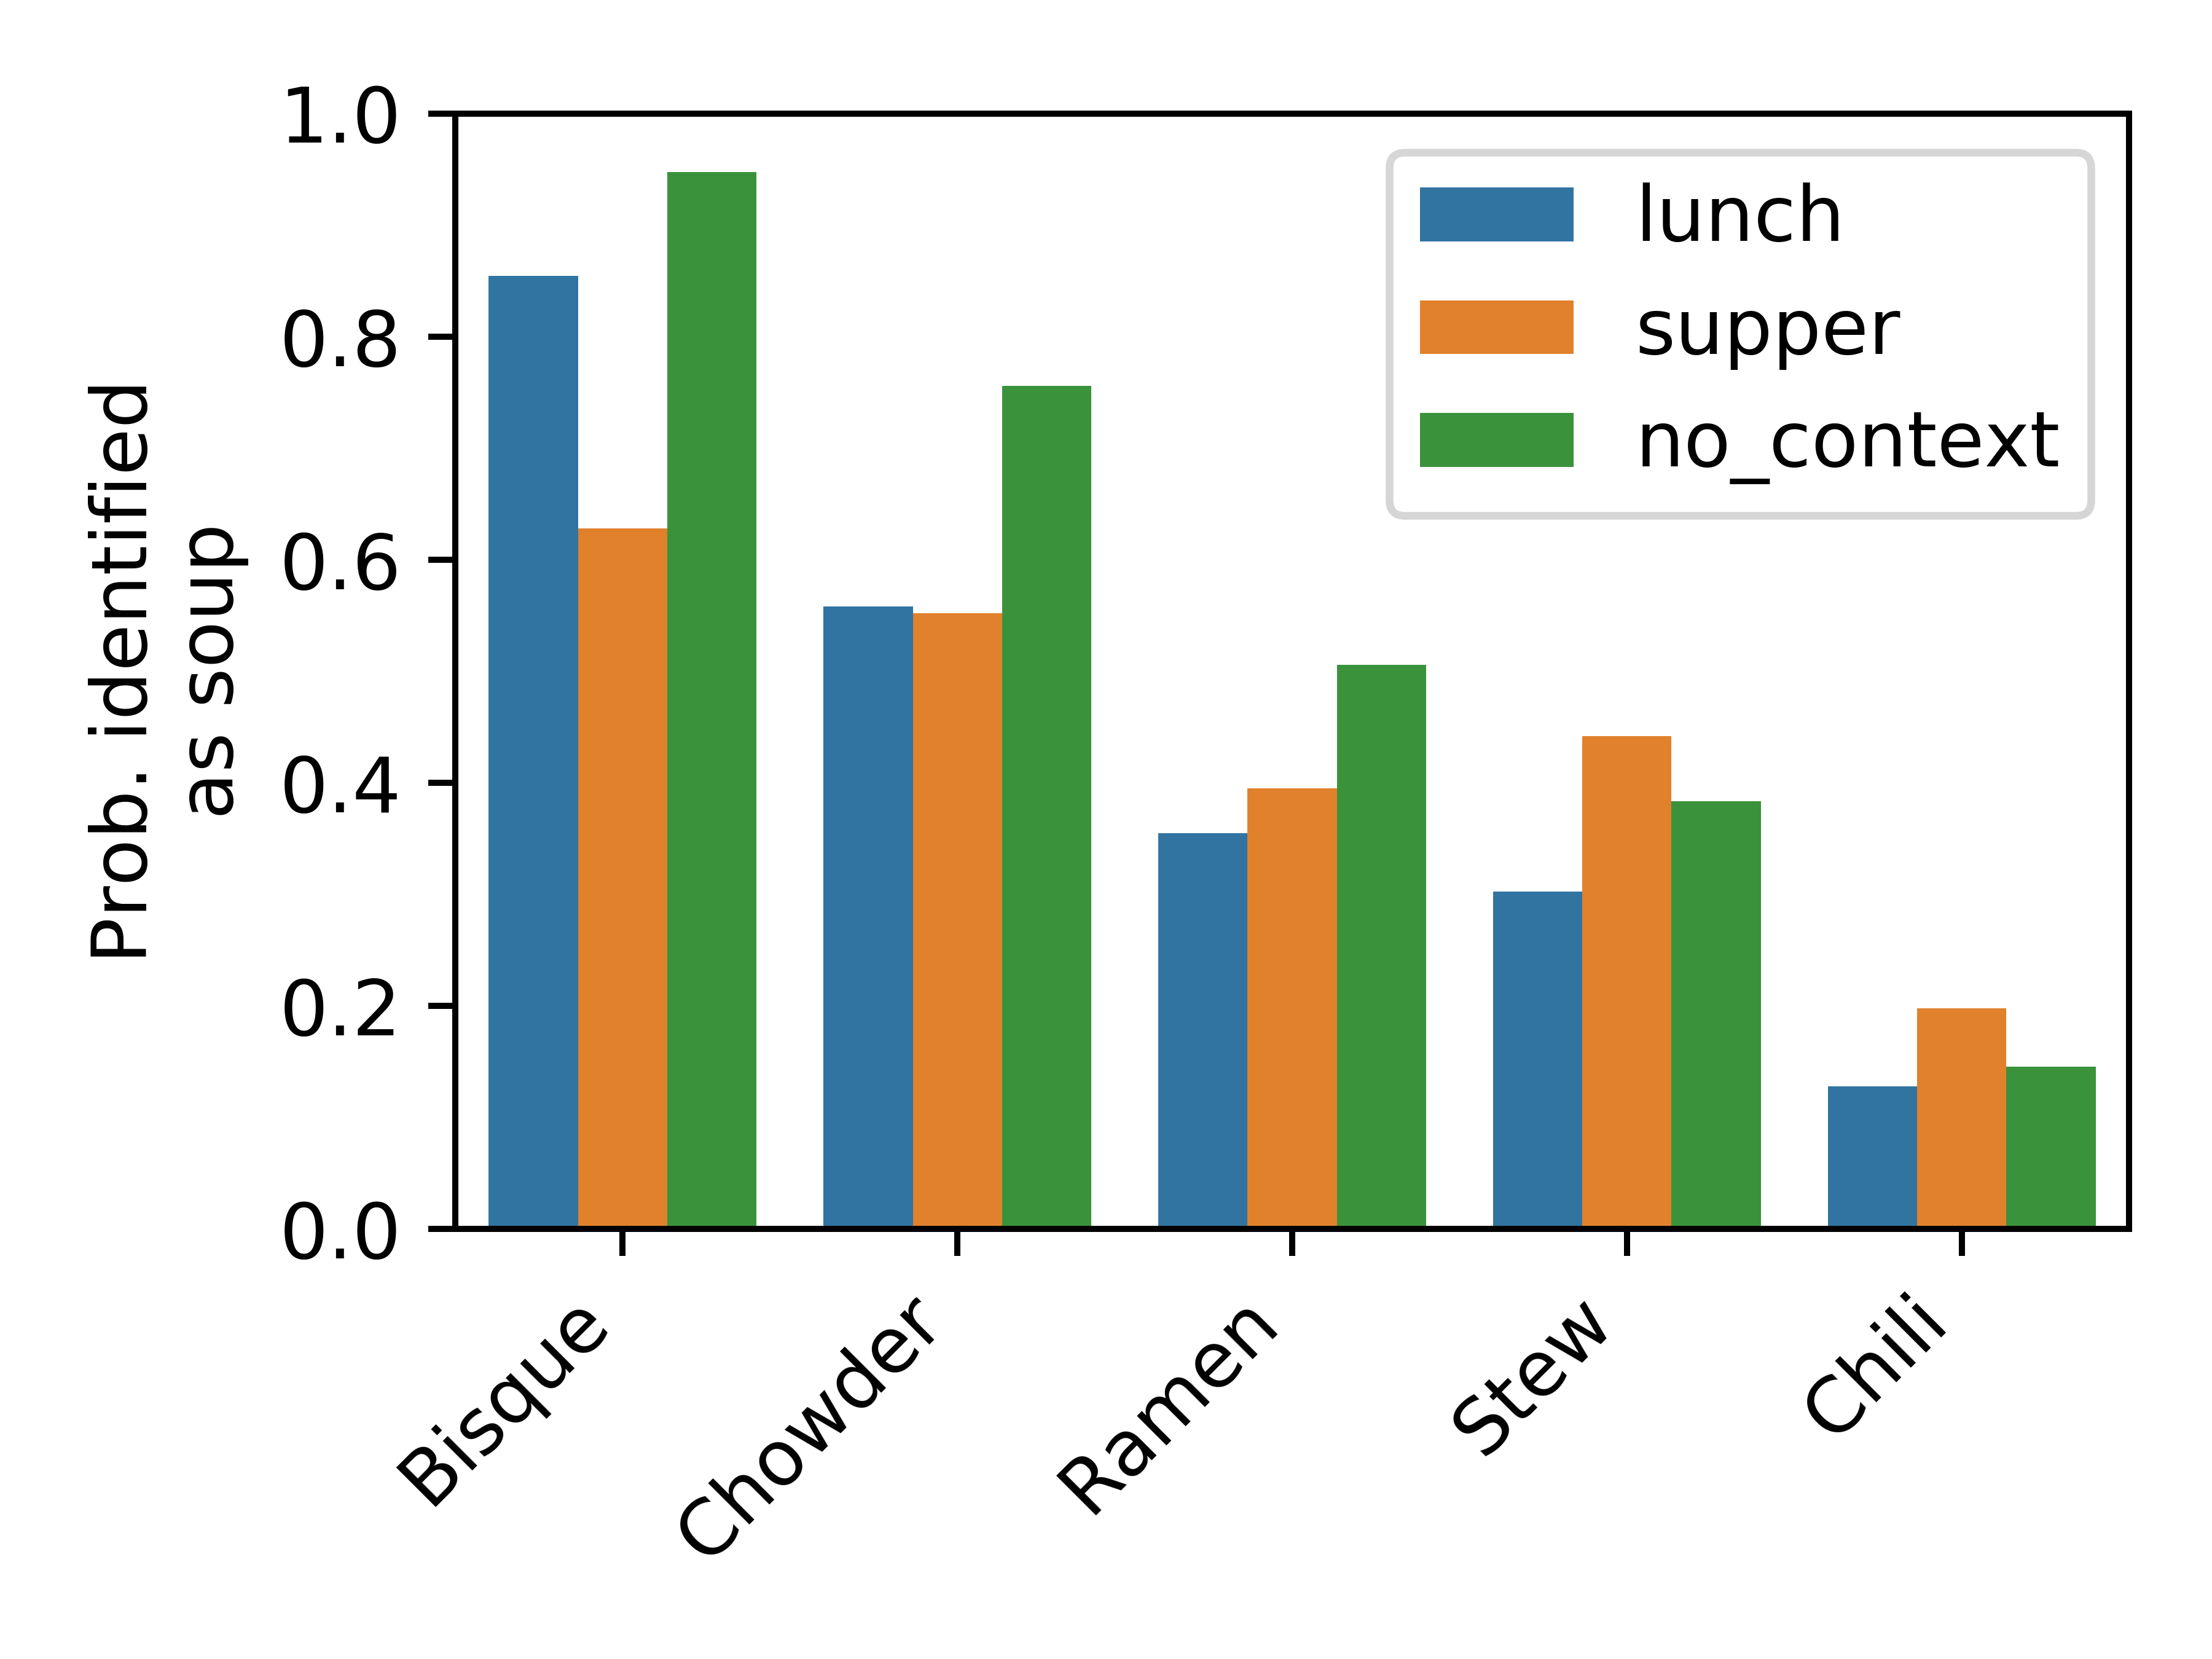 1.0
0.8
0.6
0.4
0.2
0.0
Prob. identified
as soup
lunch
supper
no_context
Bisque
Chowder
Ramen
Stew
Chili